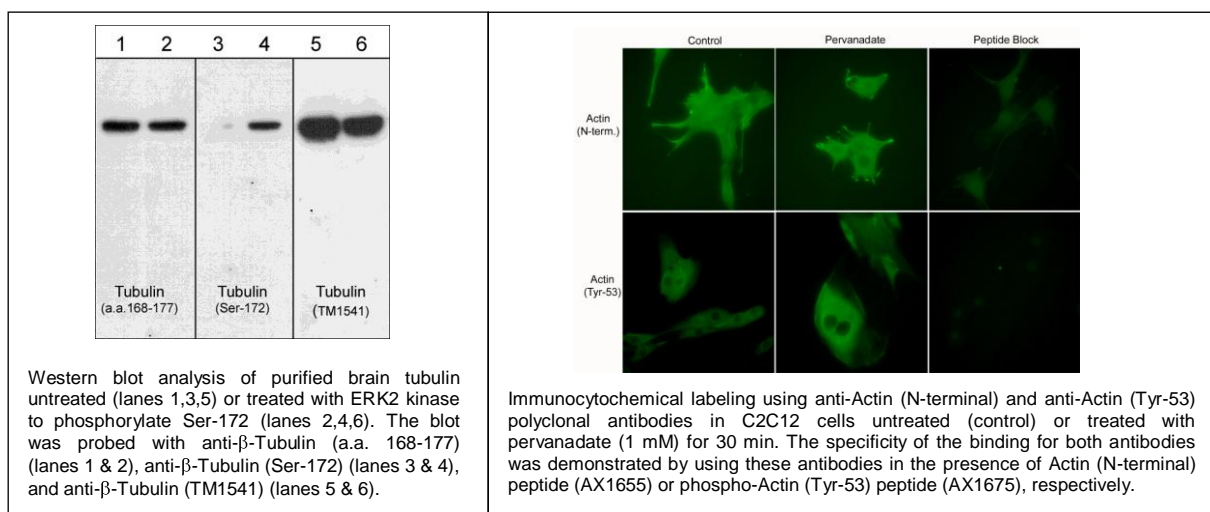 1 2 3 4 5 6
Tubulin
(a.a.168-177)
Tubulin
(Ser-172)
Tubulin
(TM1541)
Western blot analysis of purified brain tubulin
untreated (lanes 1,3,5) or treated with ERK2 kinase
to phosphorylate Ser-172 (lanes 2,4,6). The blot
was probed with anti-β-Tubulin (a.a. 168-177)
(lanes 1 & 2), anti-β-Tubulin (Ser-172) (lanes 3 & 4),
and anti-β-Tubulin (TM1541) (lanes 5 & 6).
Control Pervanadate Peptide Block
Actin
(N-term.)
Actin
(Tyr-53)
Immunocytochemical labeling using anti-Actin (N-terminal) and anti-Actin (Tyr-53)
polyclonal antibodies in C2C12 cells untreated (control) or treated with
pervanadate (1 mM) for 30 min. The specificity of the binding for both antibodies
was demonstrated by using these antibodies in the presence of Actin (N-terminal)
peptide (AX1655) or phospho-Actin (Tyr-53) peptide (AX1675), respectively.